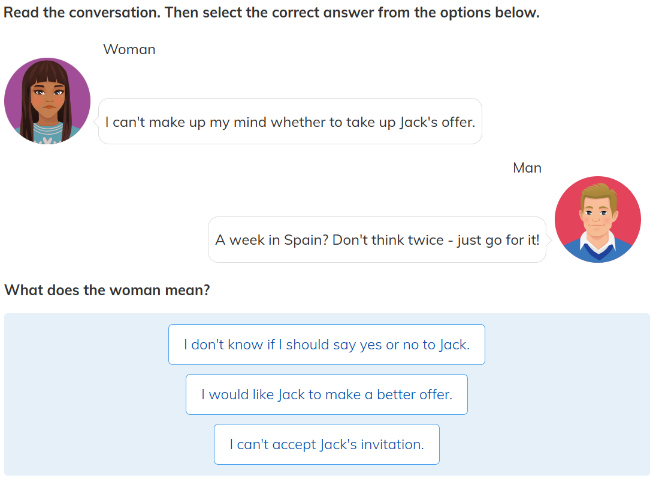 Read the conversation. Then select the correct answer from the options below.
Woman
I can't make up my mind whether to take up Jack's offer.
Man
A week in Spain? Don't think twice - just go for it!
What does the woman mean?
I don't know if I should say yes or no to Jack.
I would like Jack to make a better offer.
I can't accept Jack's invitation.